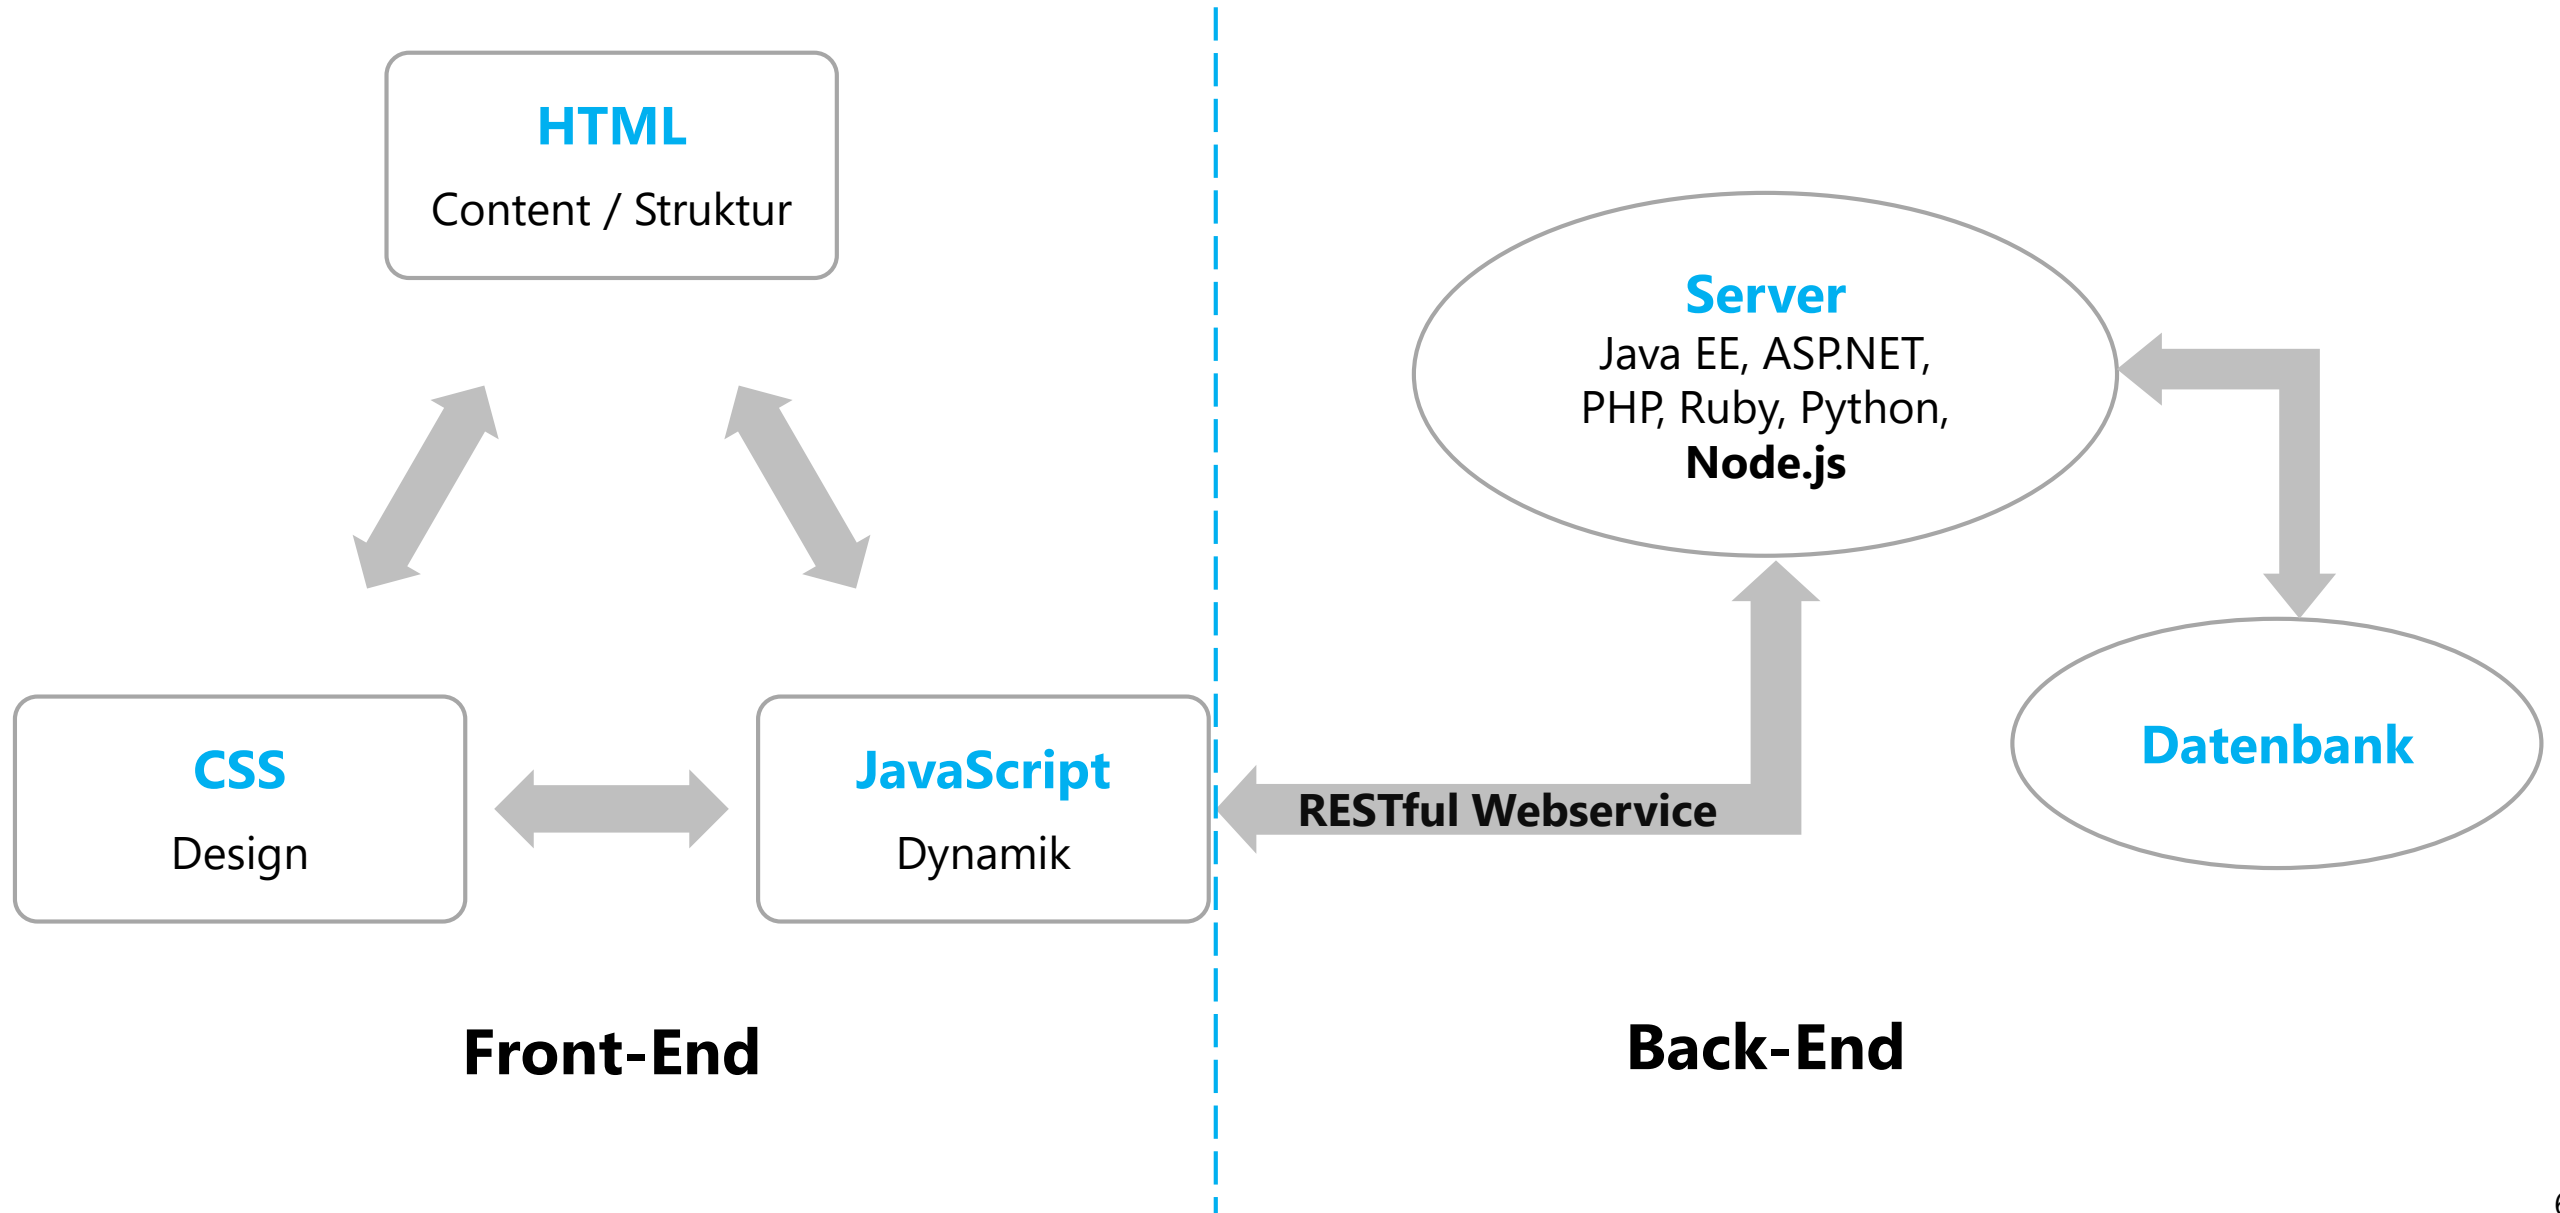 HTML
Content / Struktur
CSS
Design
JavaScript
Dynamik
Front-End
Server
Java EE, ASP.NET,
PHP, Ruby, Python,
Node.js
Datenbank
RESTful Webservice
Back-End